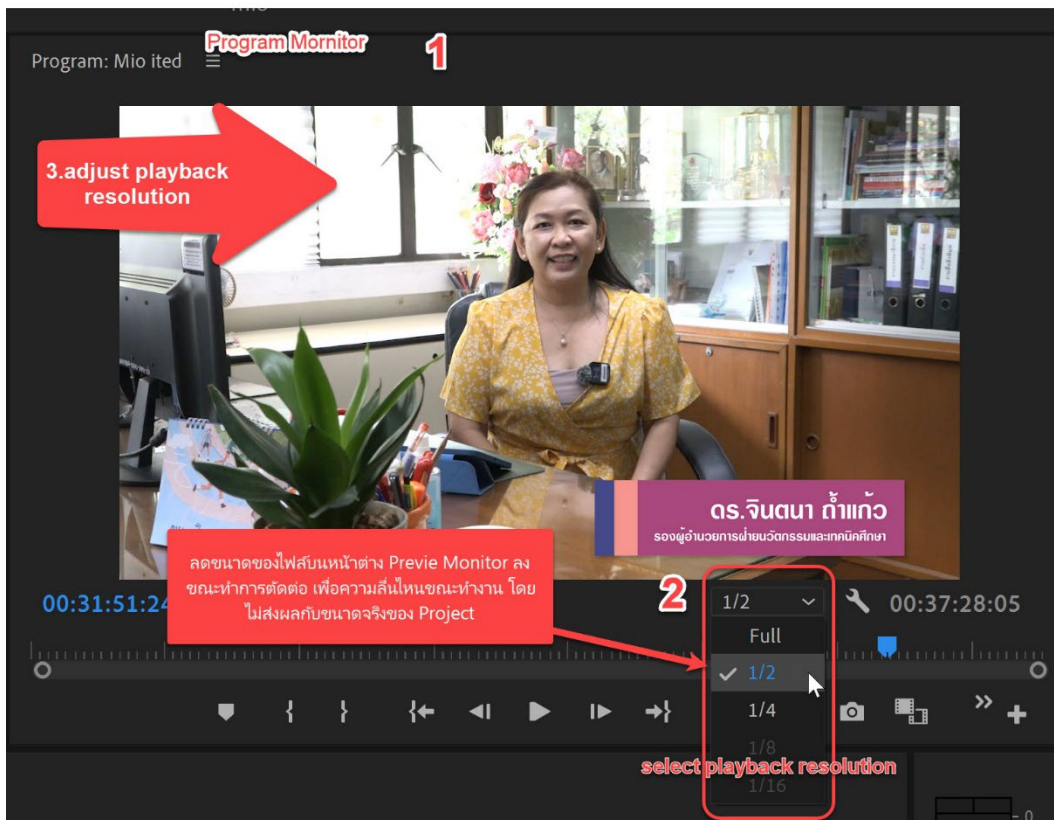 Program Mornitor
1
Program: Mio ited
3.adjust playback
resolution
ดร.จินตนา ถ้ำแก้ว
รองผู้อำนวยการฝ่ายนวัตกรรมและเทคนิคศึกษา
ลดขนาดของไฟล์บนหน้าต่าง Previe Monitor ลง
ขณะทำการตัดต่อ เพื่อความลื่นไหนขณะทำงาน โดย
ไม่ส่งผลกับขนาดจริงของ Project
2
00:31:51:24
1/2
00:37:28:05
Full
1/2
1/4
1/8
select playback resolution
1/16
0